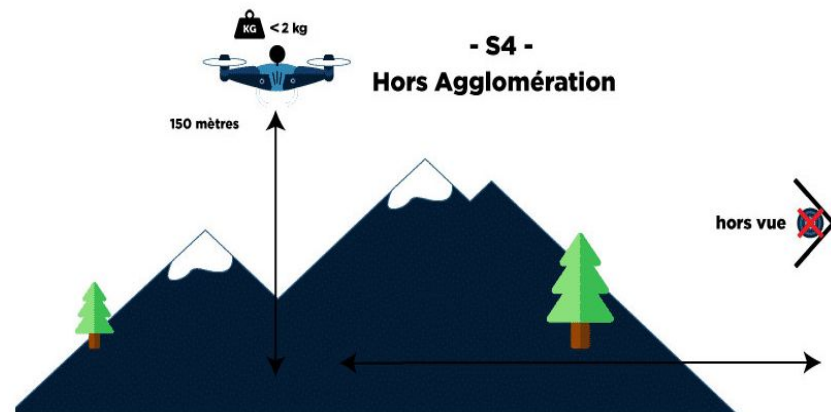 KG
< 2 kg
- S4 -
Hors Agglomération
150 mètres
hors vue